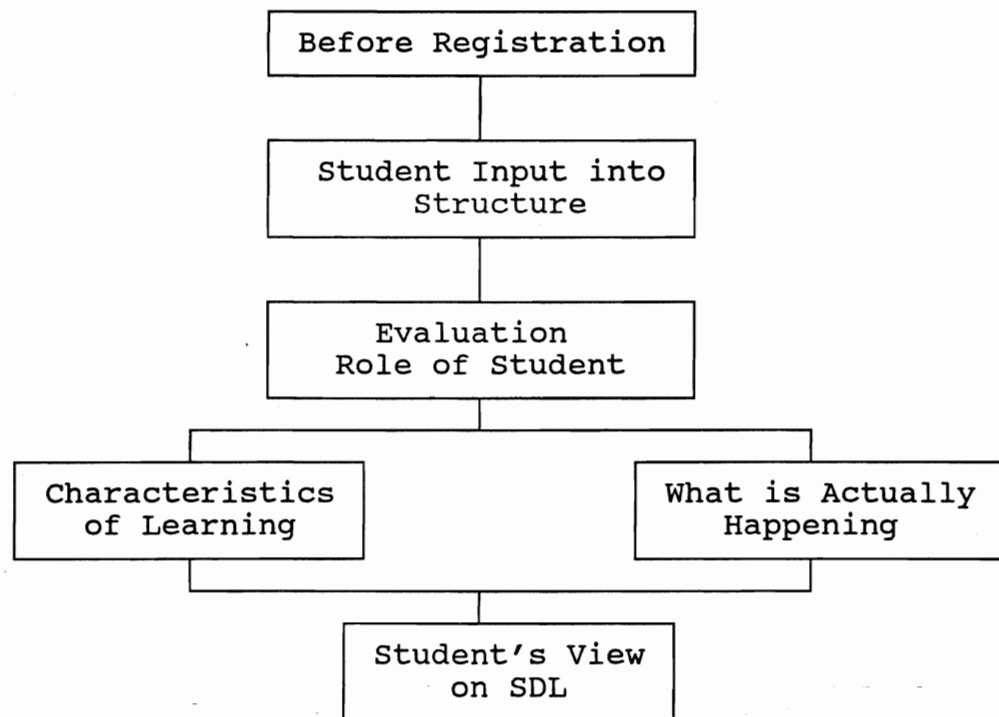 Before Registration
Student Input into
Structure
Evaluation
Role of Student
Characteristics
of Learning
What is Actually
Happening
Student's View
on SDL